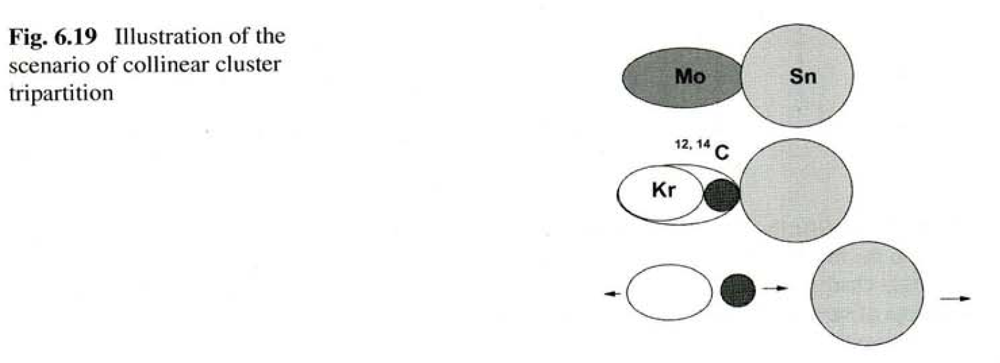 Fig. 6.19 Illustration of the
scenario of collinear cluster
tripartition
Mo
Sn
12, 14 C
Kr